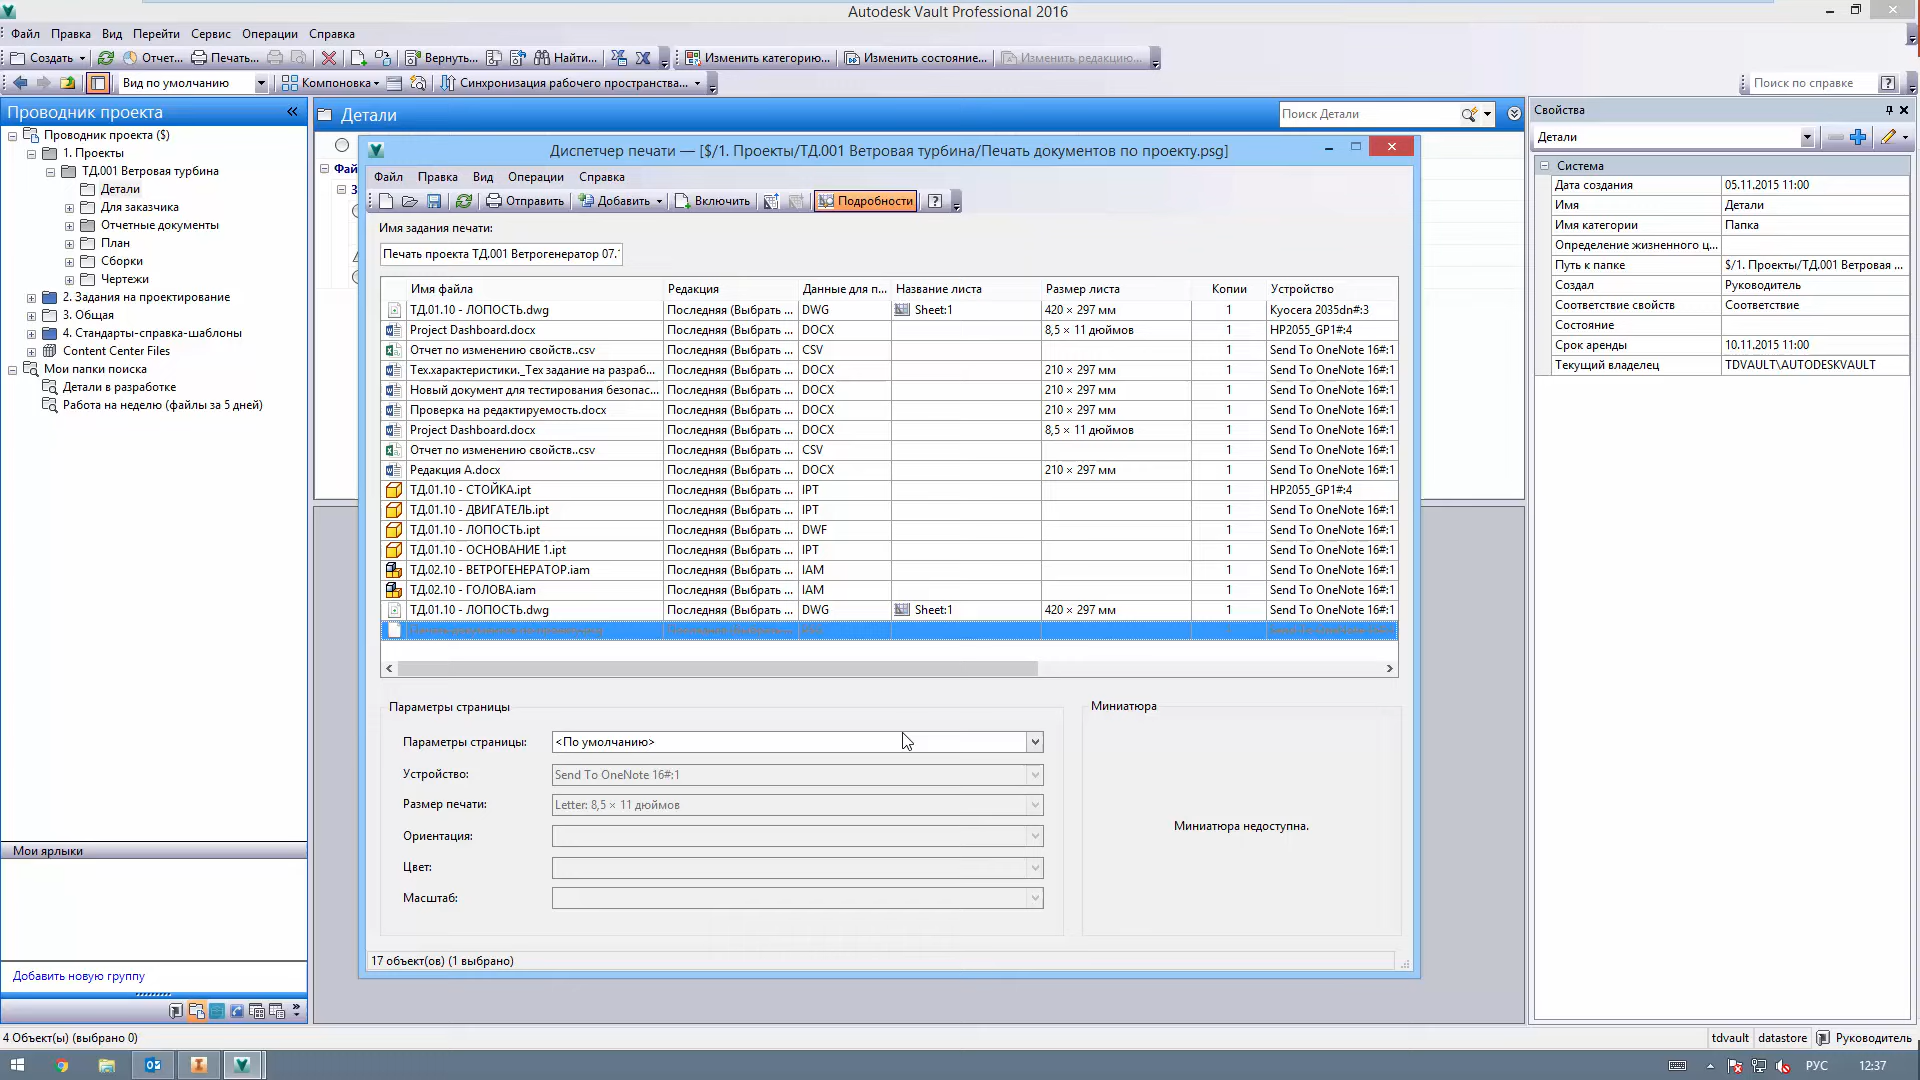 Autodesk Vault Professional 2016
Файл Правка Вид Перейти Сервис Операции Справка
Создать Отчет... Печать... Вернуть... Найти... Изменить категорию... Изменить состояние... Изменить редакцию...
Вид по умолчанию Компоновка Синхронизация рабочего пространства... Поиск по справке
Проводник проекта
Проводник проекта ($)
1. Проекты
ТД.001 Ветровая турбина
Детали
Для заказчика
Отчетные документы
План
Сборки
Чертежи
2. Задания на проектирование
3. Общая
4. Стандарты-справка-шаблоны
Content Center Files
Мои папки поиска
Детали в разработке
Работа на неделю (файлы за 5 дней)
Мои ярлыки
Добавить новую группу
Детали
Поиск Детали
Диспетчер печати — [$/1. Проекты/ТД.001 Ветровая турбина/Печать документов по проекту.psg]
Файл Правка Вид Операции Справка
Отправить Добавить Включить Подробности
Имя задания печати:
Печать проекта ТД.001 Ветрогенератор 07.
Имя файла Редакция Данные для п... Название листа Размер листа Копии Устройство
ТД.01.10 - ЛОПОСТЬ.dwg Последняя (Выбрать ... DWG Sheet:1 420 × 297 мм 1 Kyocera 2035dn#:3
Project Dashboard.docx Последняя (Выбрать ... DOCX 8,5 × 11 дюймов 1 HP2055_GP1#:4
Отчет по изменению свойств..csv Последняя (Выбрать ... CSV 1 Send To OneNote 16#:1
Тех.характеристики._Тех задание на разраб... Последняя (Выбрать ... DOCX 210 × 297 мм 1 Send To OneNote 16#:1
Новый документ для тестирования безопас... Последняя (Выбрать ... DOCX 210 × 297 мм 1 Send To OneNote 16#:1
Проверка на редактируемость.docx Последняя (Выбрать ... DOCX 210 × 297 мм 1 Send To OneNote 16#:1
Project Dashboard.docx Последняя (Выбрать ... DOCX 8,5 × 11 дюймов 1 Send To OneNote 16#:1
Отчет по изменению свойств..csv Последняя (Выбрать ... CSV 1 Send To OneNote 16#:1
Редакция А.docx Последняя (Выбрать ... DOCX 210 × 297 мм 1 Send To OneNote 16#:1
ТД.01.10 - СТОЙКА.ipt Последняя (Выбрать ... IPT 1 HP2055_GP1#:4
ТД.01.10 - ДВИГАТЕЛЬ.ipt Последняя (Выбрать ... IPT 1 Send To OneNote 16#:1
ТД.01.10 - ЛОПОСТЬ.ipt Последняя (Выбрать ... DWF 1 Send To OneNote 16#:1
ТД.01.10 - ОСНОВАНИЕ 1.ipt Последняя (Выбрать ... IPT 1 Send To OneNote 16#:1
ТД.02.10 - ВЕТРОГЕНЕРАТОР.iam Последняя (Выбрать ... IAM 1 Send To OneNote 16#:1
ТД.02.10 - ГОЛОВА.iam Последняя (Выбрать ... IAM 1 Send To OneNote 16#:1
ТД.01.10 - ЛОПОСТЬ.dwg Последняя (Выбрать ... DWG Sheet:1 420 × 297 мм 1 Send To OneNote 16#:1
Параметры страницы
Параметры страницы: <По умолчанию>
Устройство: Send To OneNote 16#:1
Размер печати: Letter: 8,5 × 11 дюймов
Ориентация:
Цвет:
Масштаб:
Миниатюра
Миниатюра недоступна.
17 объект(ов) (1 выбрано)
Свойства
Детали
Система
Дата создания 05.11.2015 11:00
Имя Детали
Имя категории Папка
Определение жизненного ц...
Путь к папке $/1. Проекты/ТД.001 Ветровая ...
Создал Руководитель
Соответствие свойств Соответствие
Состояние
Срок аренды 10.11.2015 11:00
Текущий владелец TDVAULT\AUTODESKVAULT
4 Объект(ы) (выбрано 0)
tdvault datastore Руководитель
РУС 12:37